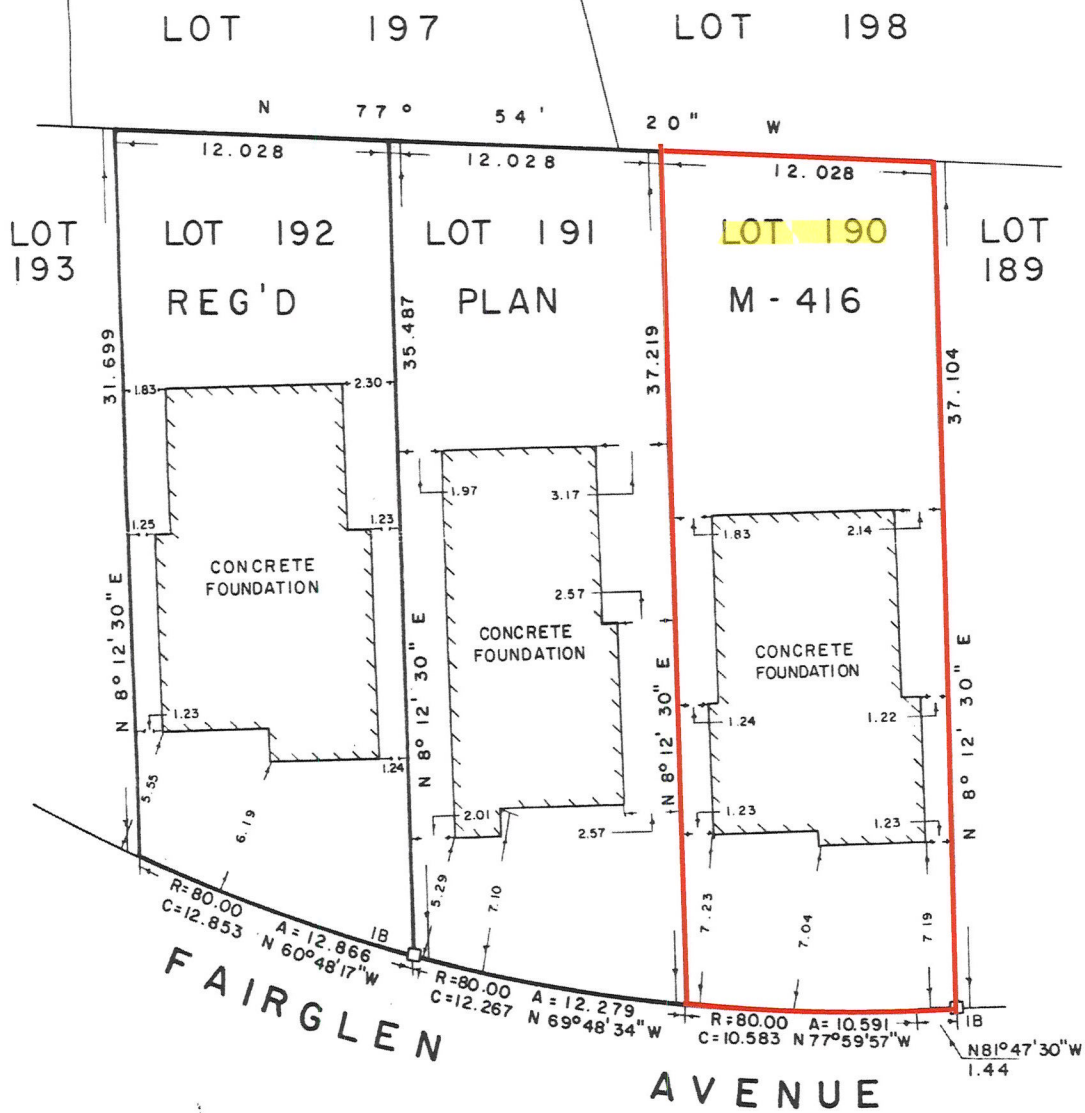 LOT 197
LOT 198
N 77° 54' 20" W
12.028
12.028
12.028
LOT 193
LOT 192
LOT 191
LOT 190
LOT 189
REG'D PLAN M-416
31.699
35.487
37.219
37.104
1.83
2.30
1.97
3.17
1.83
2.14
1.25
1.23
CONCRETE
FOUNDATION
2.57
CONCRETE
FOUNDATION
CONCRETE
FOUNDATION
N 8° 12' 30" E
N 8° 12' 30" E
N 8° 12' 30" E
N 8° 12' 30" E
1.24
1.22
1.23
1.24
2.01
2.57
1.23
1.23
5.55
6.19
5.29
7.10
7.23
7.04
7.19
R=80.00 A=12.866
C=12.853 N 60°48'17"W
IB
R=80.00 A=12.279
C=12.267 N 69°48'34"W
R=80.00 A=10.591
C=10.583 N77°59'57"W
IB
N81°47'30"W
1.44
FAIRGLEN AVENUE